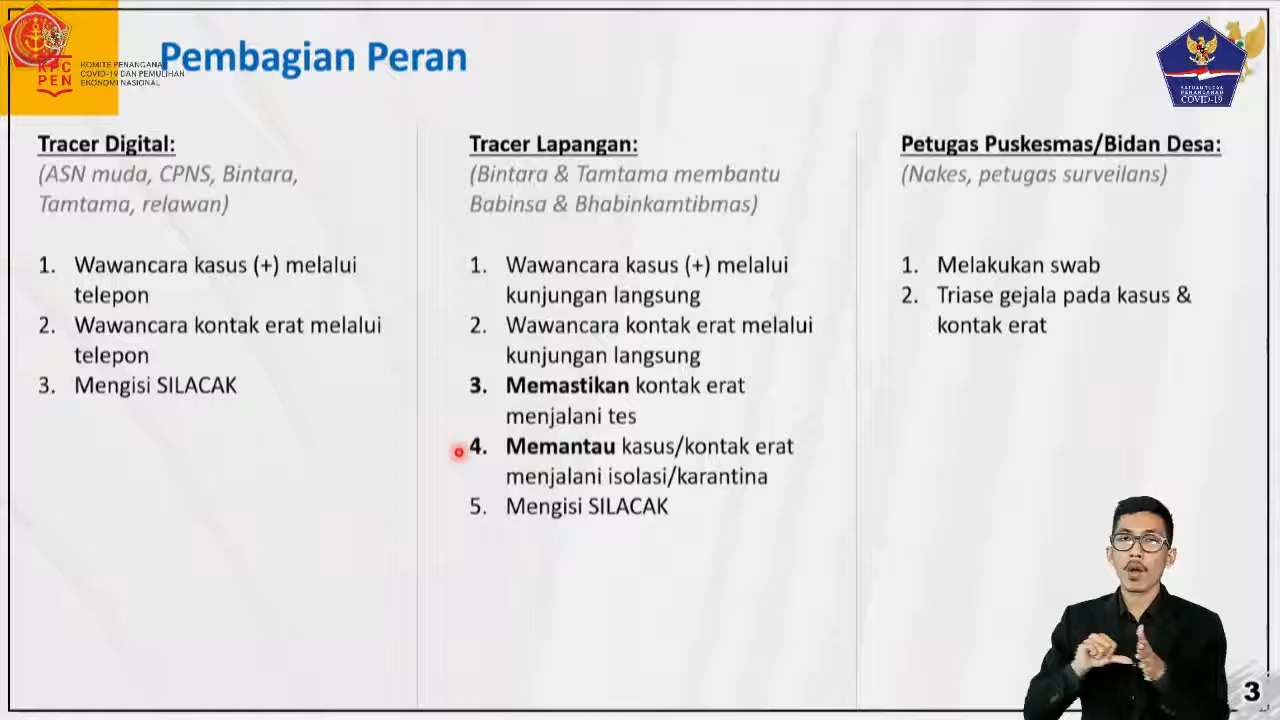 Pembagian Peran
KPC
PEN
KOMITE PENANGANAN
COVID-19 DAN PEMULIHAN
EKONOMI NASIONAL
SATUAN TUGAS
PENANGANAN
COVID-19
Tracer Digital:
(ASN muda, CPNS, Bintara,
Tamtama, relawan)
1. Wawancara kasus (+) melalui
telepon
2. Wawancara kontak erat melalui
telepon
3. Mengisi SILACAK
Tracer Lapangan:
(Bintara & Tamtama membantu
Babinsa & Bhabinkamtibmas)
1. Wawancara kasus (+) melalui
kunjungan langsung
2. Wawancara kontak erat melalui
kunjungan langsung
3. Memastikan kontak erat
menjalani tes
4. Memantau kasus/kontak erat
menjalani isolasi/karantina
5. Mengisi SILACAK
Petugas Puskesmas/Bidan Desa:
(Nakes, petugas surveilans)
1. Melakukan swab
2. Triase gejala pada kasus &
kontak erat
3